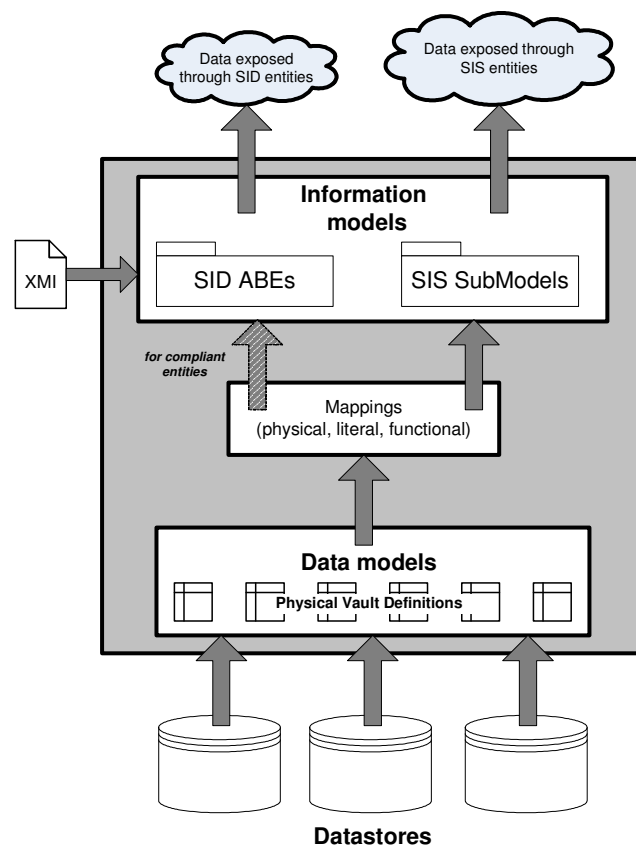 Data exposed
through SID entities
Data exposed through
SIS entities
Information
models
XMI
SID ABEs
SIS SubModels
for compliant
entities
Mappings
(physical, literal, functional)
Data models
Physical Vault Definitions
Datastores